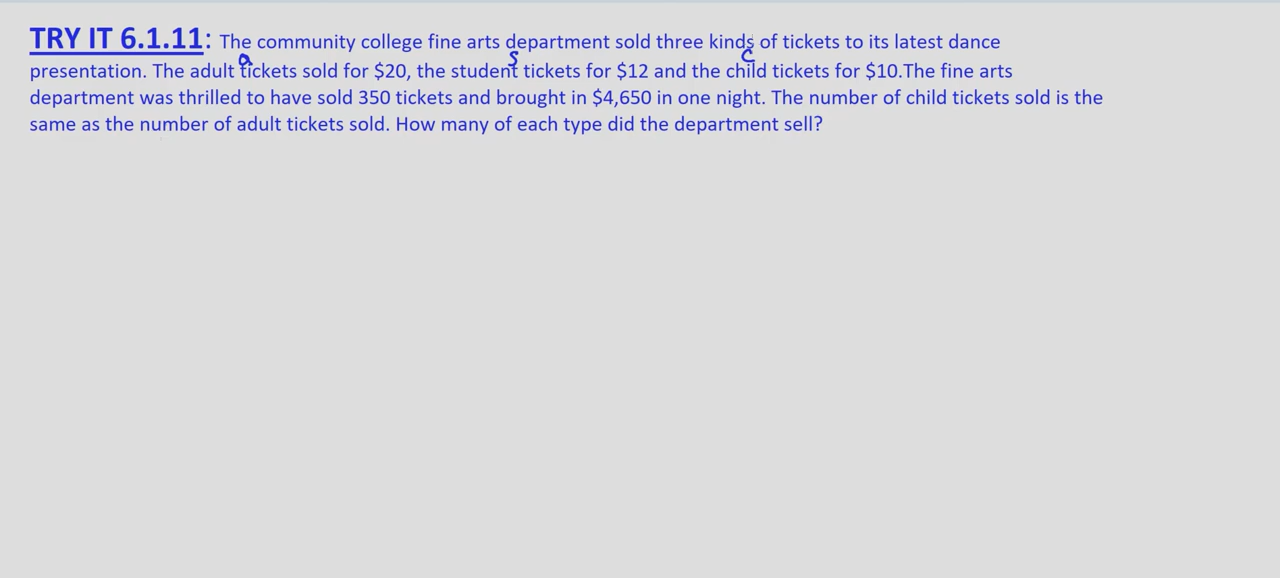 TRY IT 6.1.11: The community college fine arts department sold three kinds of tickets to its latest dance
a s c
presentation. The adult tickets sold for $20, the student tickets for $12 and the child tickets for $10.The fine arts
department was thrilled to have sold 350 tickets and brought in $4,650 in one night. The number of child tickets sold is the
same as the number of adult tickets sold. How many of each type did the department sell?